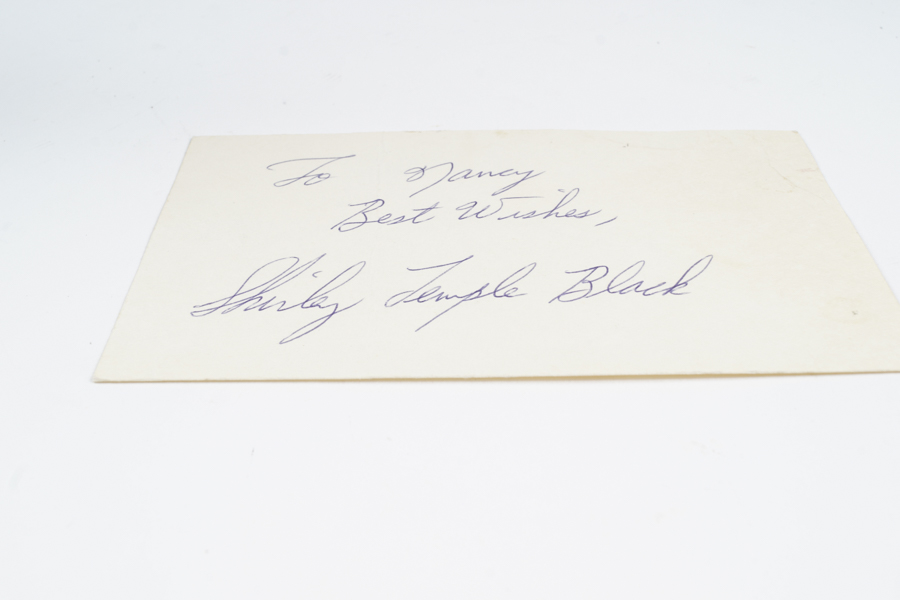 To Nancy
Best Wishes,
Shirley Temple Black